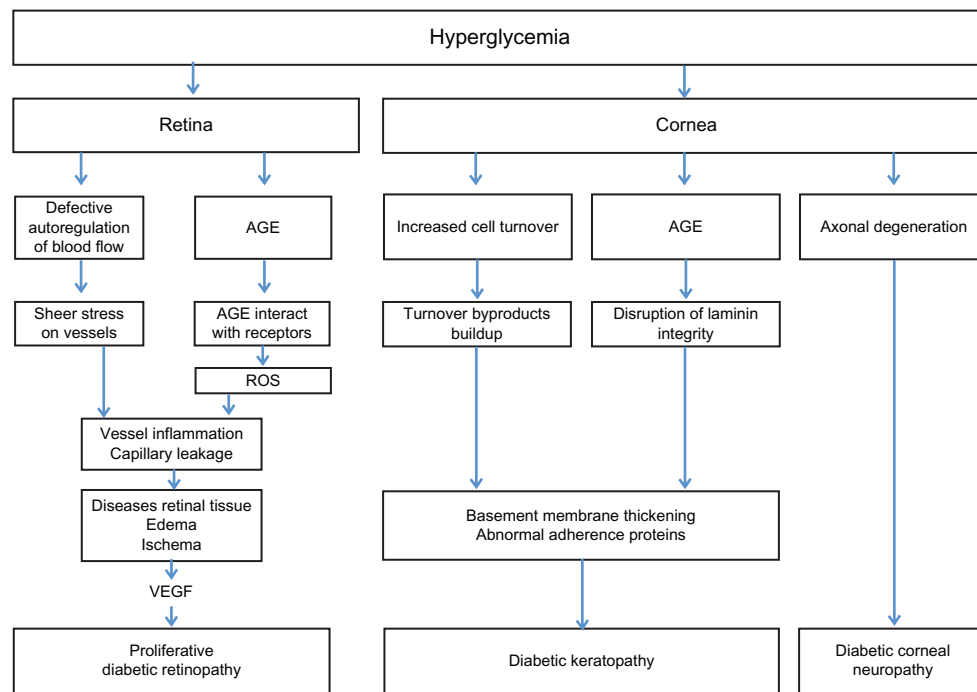 Hyperglycemia
Retina
Cornea
Defective
autoregulation
of blood flow
AGE
Increased cell turnover
AGE
Axonal degeneration
Sheer stress
on vessels
AGE interact
with receptors
Turnover byproducts
buildup
Disruption of laminin
integrity
ROS
Vessel inflammation
Capillary leakage
Diseases retinal tissue
Edema
Ischema
Basement membrane thickening
Abnormal adherence proteins
VEGF
Proliferative
diabetic retinopathy
Diabetic keratopathy
Diabetic corneal
neuropathy